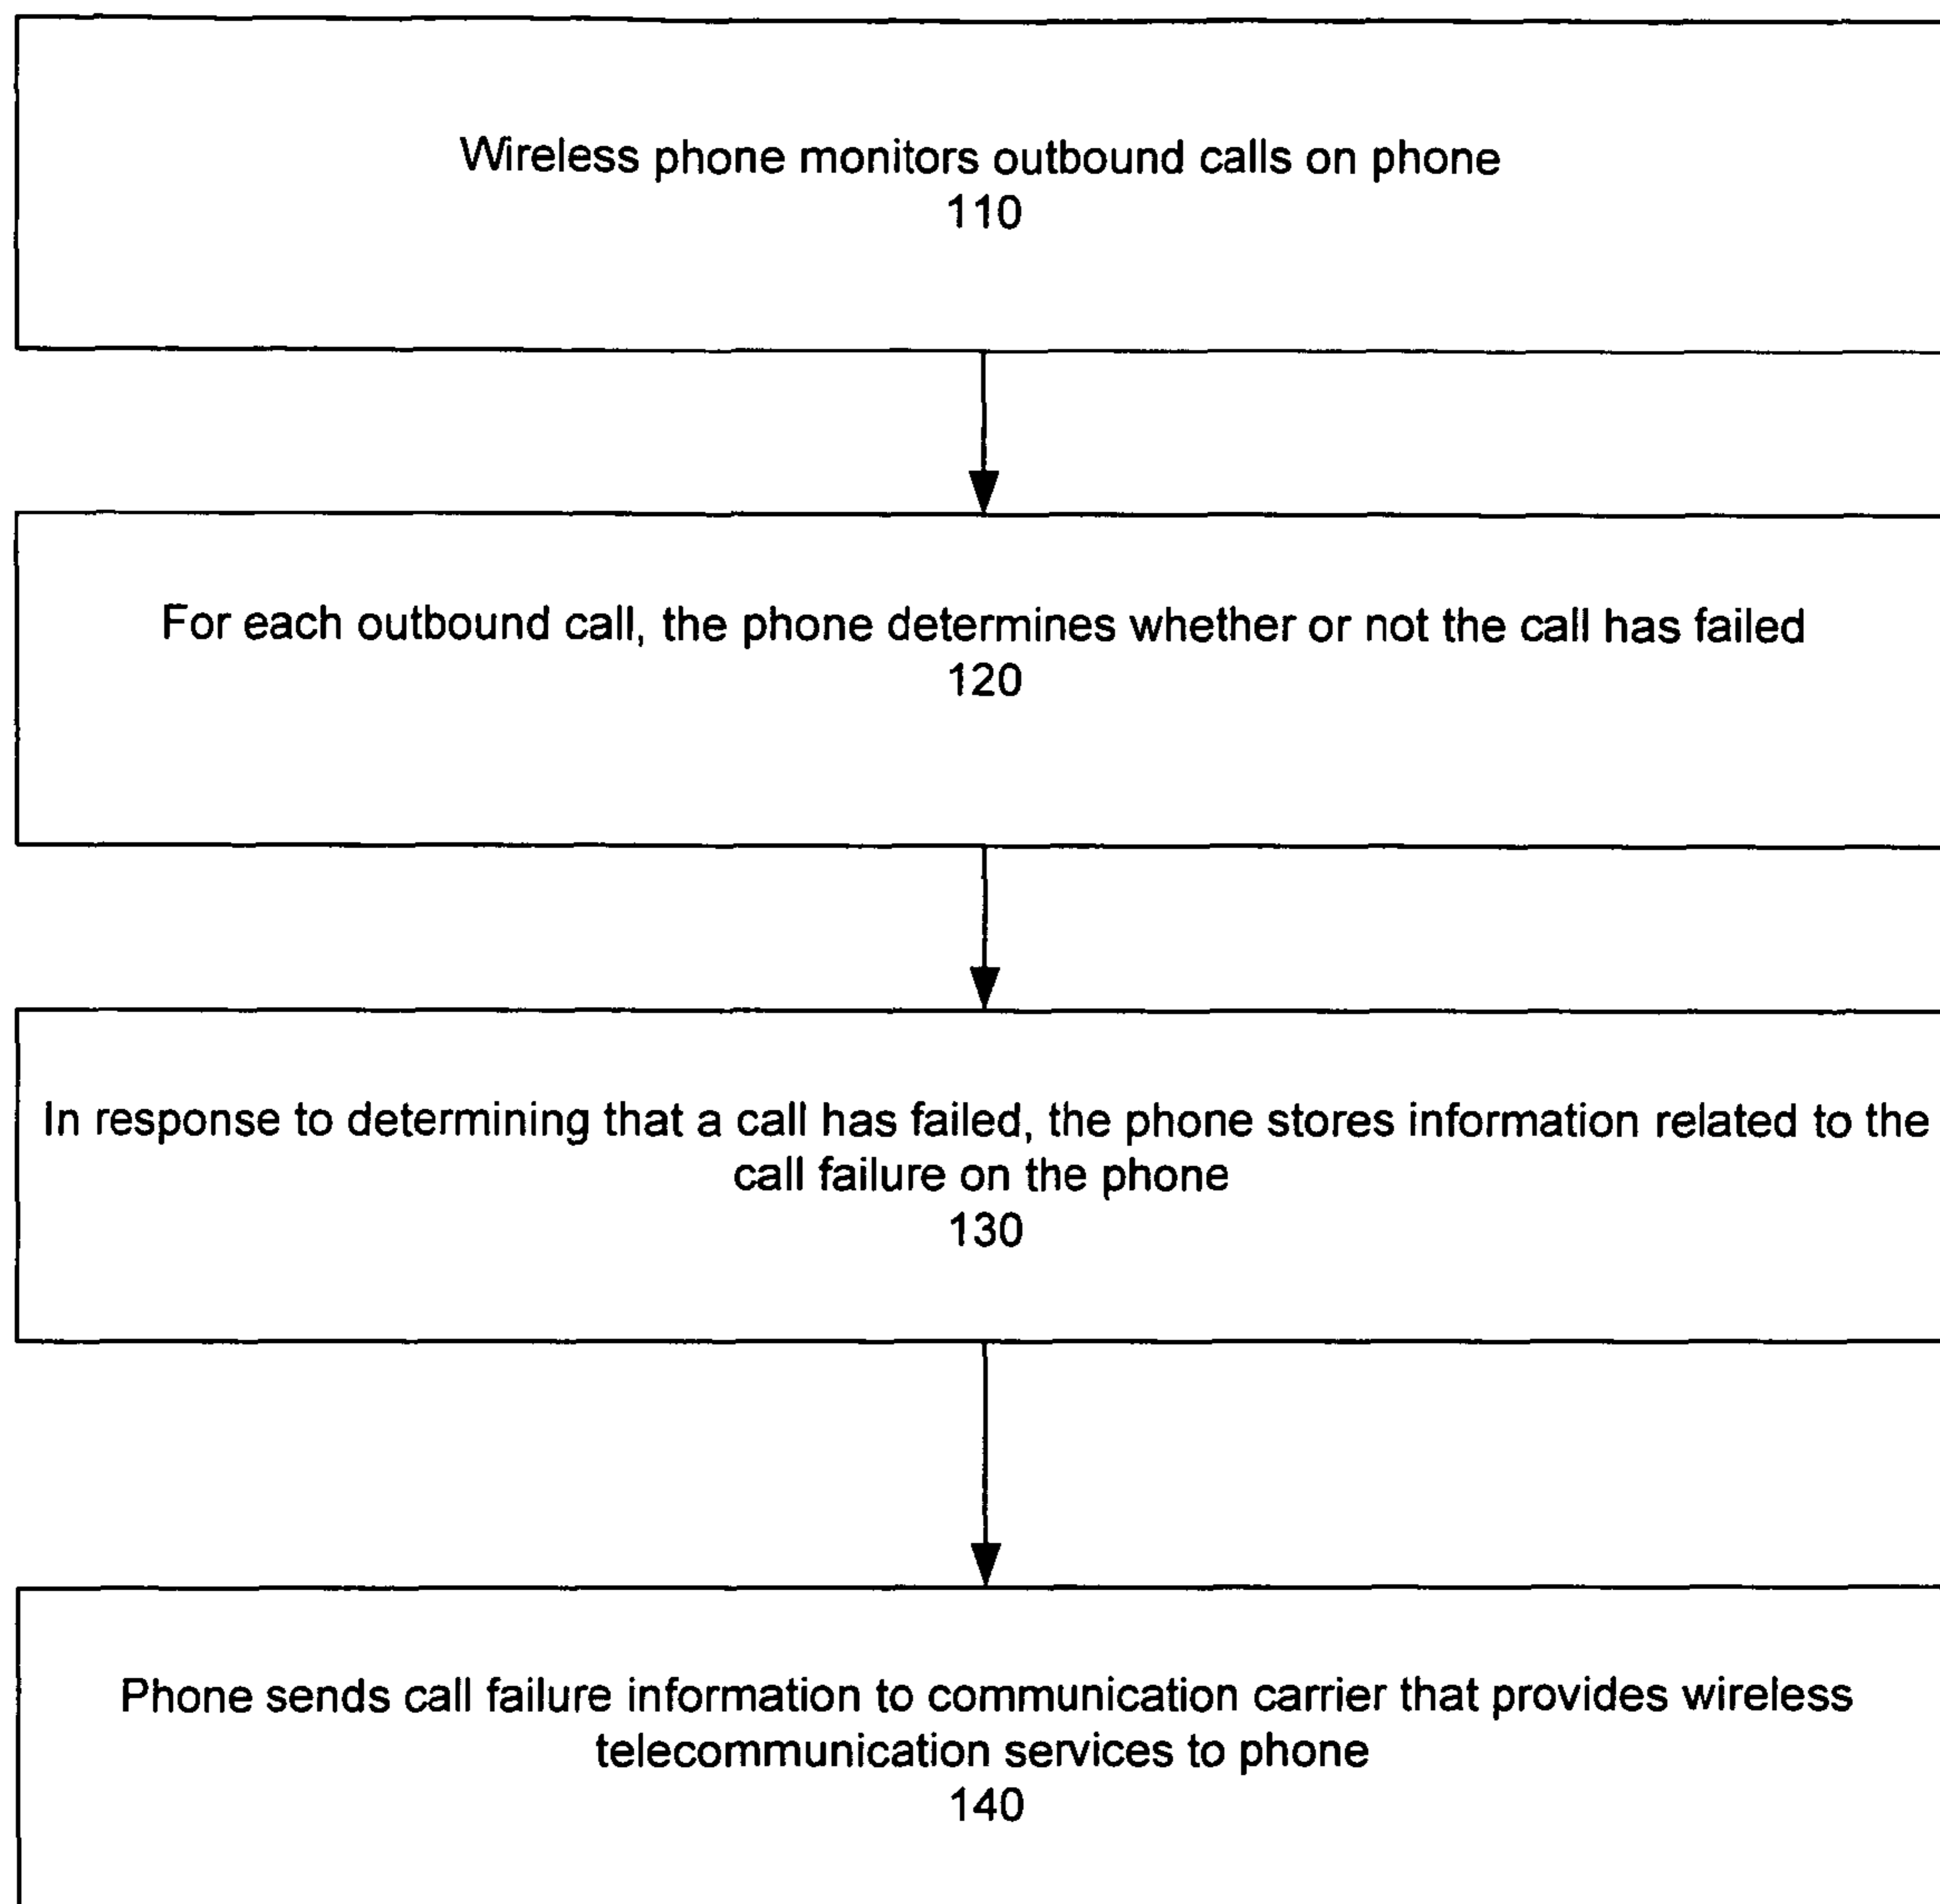 Wireless phone monitors outbound calls on phone
110
For each outbound call, the phone determines whether or not the call has failed
120
In response to determining that a call has failed, the phone stores information related to the
call failure on the phone
130
Phone sends call failure information to communication carrier that provides wireless
telecommunication services to phone
140